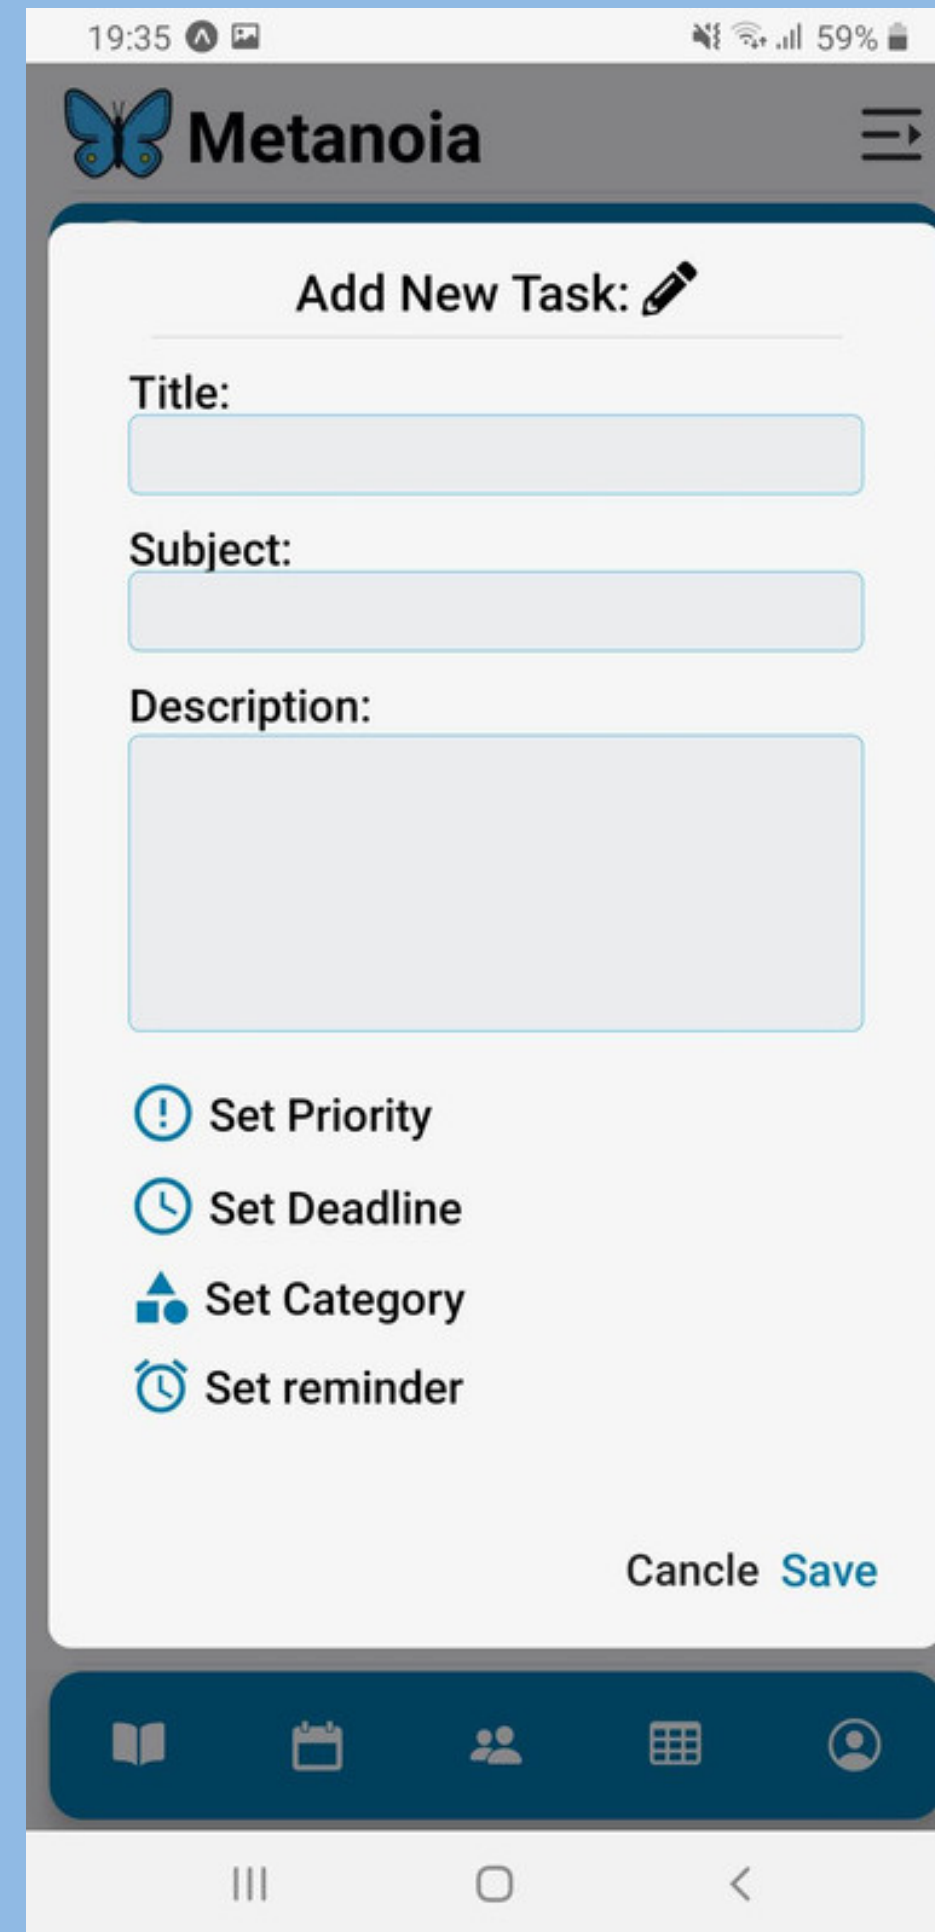 19:35 59%
Metanoia
Add New Task:
Title:
Subject:
Description:
Set Priority
Set Deadline
Set Category
Set reminder
Cancle Save